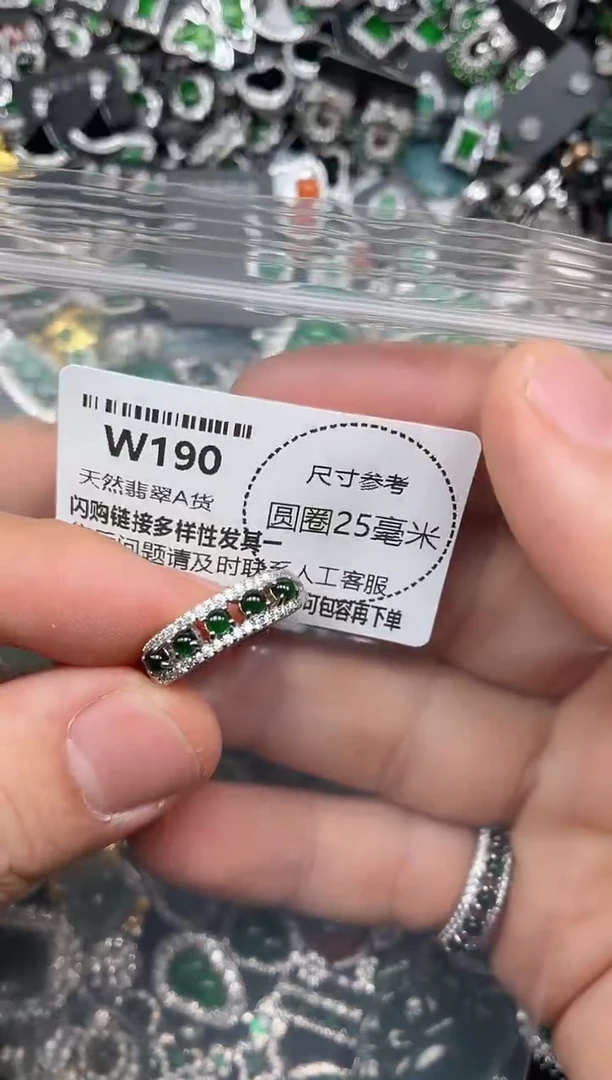 W190
天然翡翠A货
闪购链接多样性发其一
问题请及时联系人工客服
可包容再下单
尺寸参考
圆圈25毫米